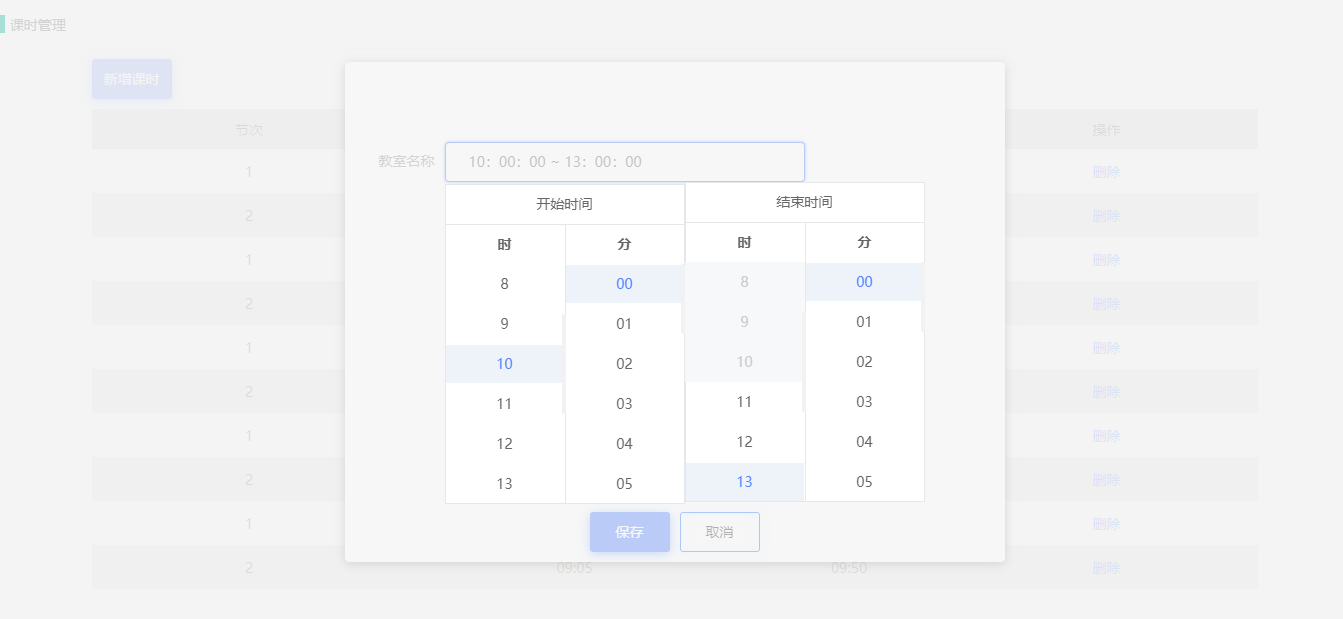 课时管理
新增课时
节次 操作
教室名称 10：00：00 ~ 13：00：00
1 删除
开始时间 结束时间
2 删除
时 分 时 分
1 删除
8 00 8 00
2 删除
9 01 9 01
1 删除
10 02 10 02
2 删除
11 03 11 03
1 删除
12 04 12 04
2 删除
13 05 13 05
1 删除
保存 取消
2 09:05 09:50 删除